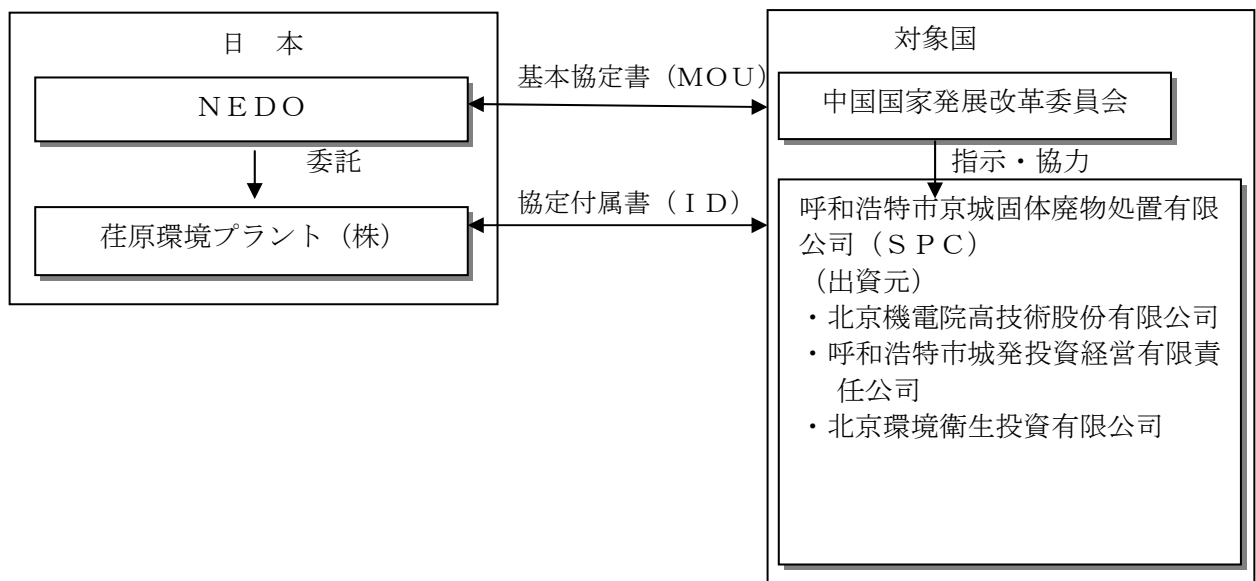 日　本
ＮＥＤＯ
委託
荏原環境プラント（株）
基本協定書（MOU）
協定付属書（ＩＤ）
対象国
中国国家発展改革委員会
指示・協力
呼和浩特市京城固体廃物処置有限
公司（ＳＰＣ）
（出資元）
・北京機電院高技術股份有限公司
・呼和浩特市城発投資経営有限責
任公司
・北京環境衛生投資有限公司